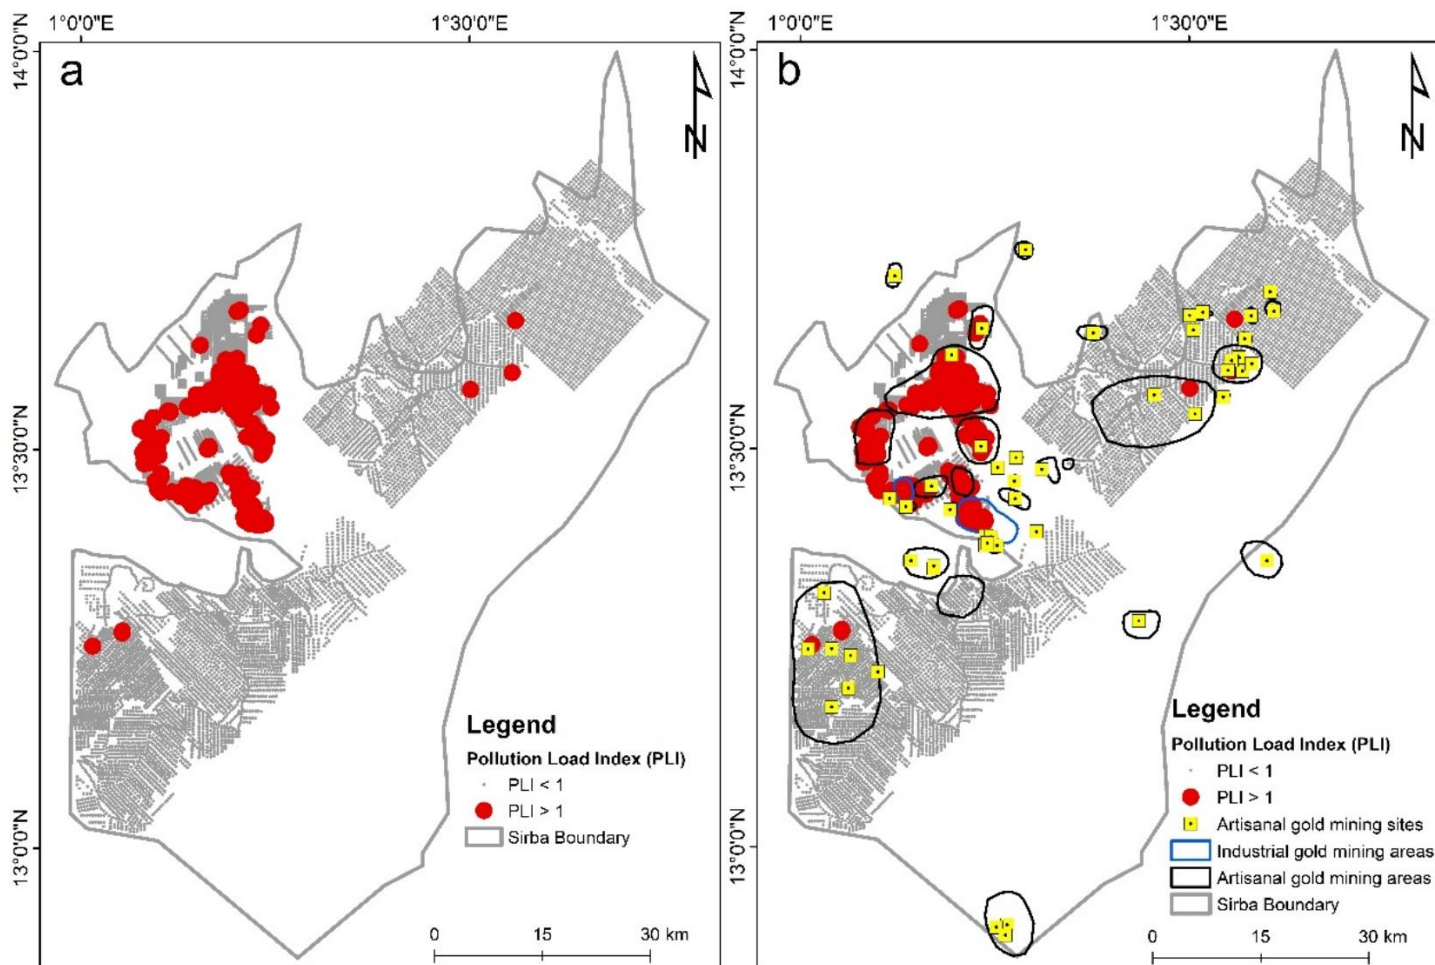 1°0'0"E
1°30'0"E
1°0'0"E
1°30'0"E
14°0'0"N
a
N
14°0'0"N
b
N
13°30'0"N
13°30'0"N
13°0'0"N
Legend
Pollution Load Index (PLI)
PLI < 1
PLI > 1
Sirba Boundary
0
15
30 km
13°0'0"N
Legend
Pollution Load Index (PLI)
PLI < 1
PLI > 1
Artisanal gold mining sites
Industrial gold mining areas
Artisanal gold mining areas
Sirba Boundary
0
15
30 km